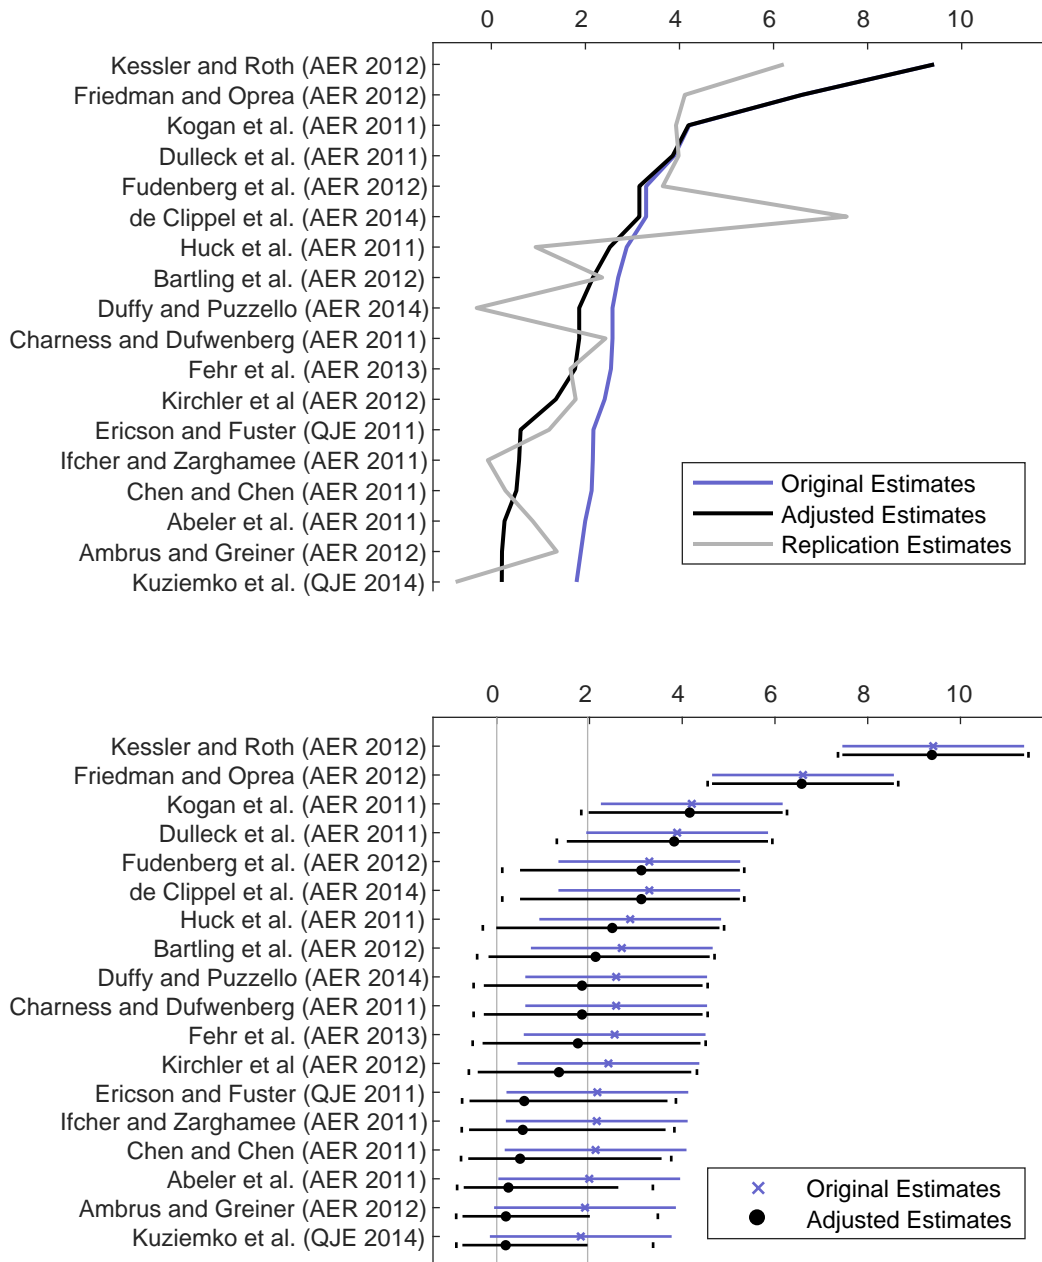 0 2 4 6 8 10
Kessler and Roth (AER 2012)
Friedman and Oprea (AER 2012)
Kogan et al. (AER 2011)
Dulleck et al. (AER 2011)
Fudenberg et al. (AER 2012)
de Clippel et al. (AER 2014)
Huck et al. (AER 2011)
Bartling et al. (AER 2012)
Duffy and Puzzello (AER 2014)
Charness and Dufwenberg (AER 2011)
Fehr et al. (AER 2013)
Kirchler et al (AER 2012)
Ericson and Fuster (QJE 2011)
Ifcher and Zarghamee (AER 2011)
Chen and Chen (AER 2011)
Abeler et al. (AER 2011)
Ambrus and Greiner (AER 2012)
Kuziemko et al. (QJE 2014)
Original Estimates
Adjusted Estimates
Replication Estimates
0 2 4 6 8 10
Kessler and Roth (AER 2012)
Friedman and Oprea (AER 2012)
Kogan et al. (AER 2011)
Dulleck et al. (AER 2011)
Fudenberg et al. (AER 2012)
de Clippel et al. (AER 2014)
Huck et al. (AER 2011)
Bartling et al. (AER 2012)
Duffy and Puzzello (AER 2014)
Charness and Dufwenberg (AER 2011)
Fehr et al. (AER 2013)
Kirchler et al (AER 2012)
Ericson and Fuster (QJE 2011)
Ifcher and Zarghamee (AER 2011)
Chen and Chen (AER 2011)
Abeler et al. (AER 2011)
Ambrus and Greiner (AER 2012)
Kuziemko et al. (QJE 2014)
Original Estimates
Adjusted Estimates